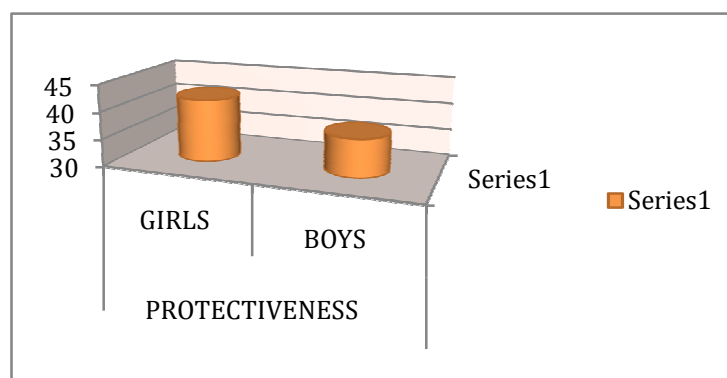 45
40
35
30
Series1
Series1
GIRLS
BOYS
PROTECTIVENESS